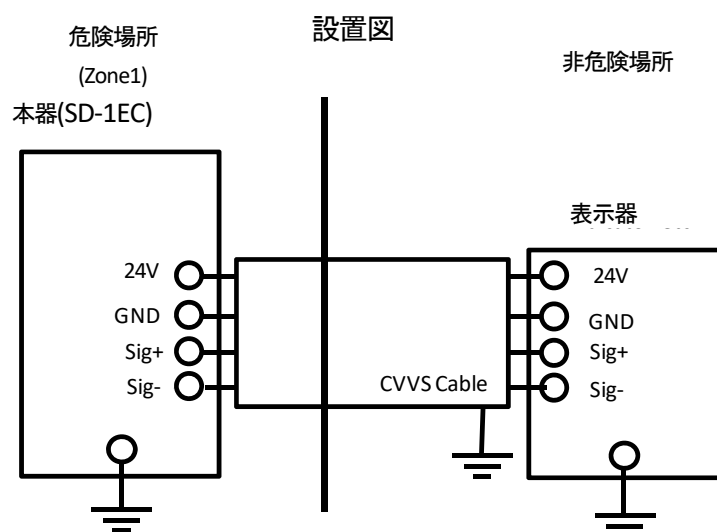 設置図
危険場所
(Zone1)
本器(SD-1EC)
非危険場所
表示器
24V
GND
Sig+
Sig-
CVVS Cable
24V
GND
Sig+
Sig-